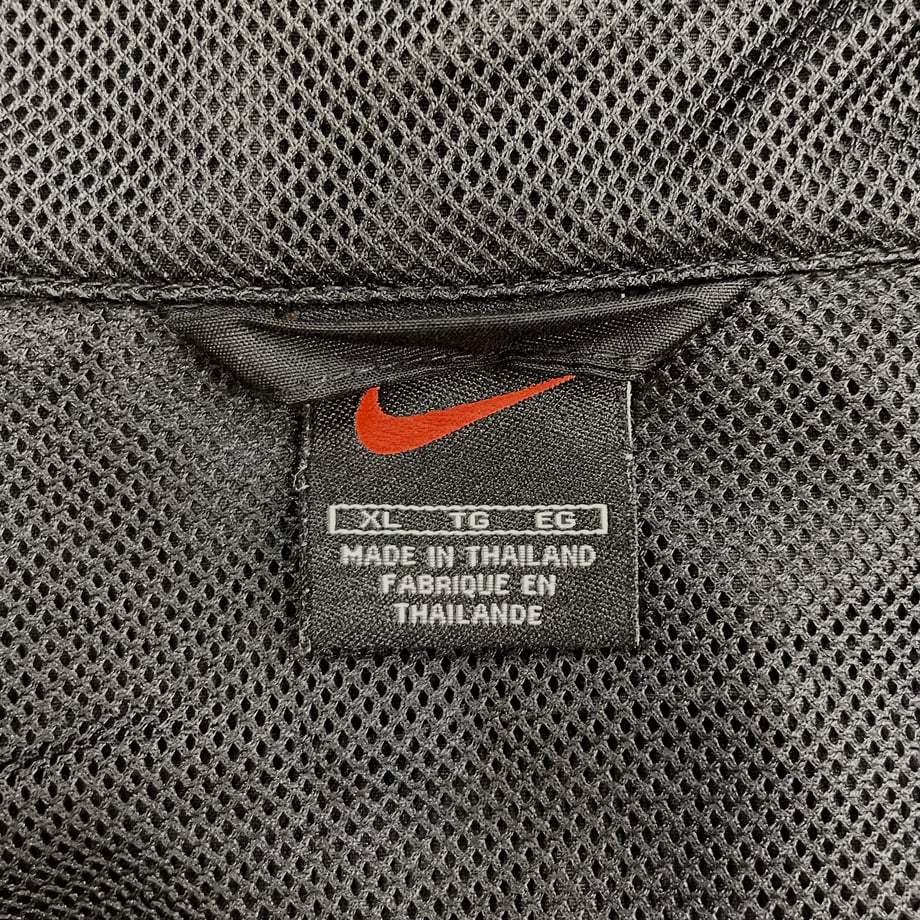 XL TG EG
MADE IN THAILAND
FABRIQUE EN
THAILANDE